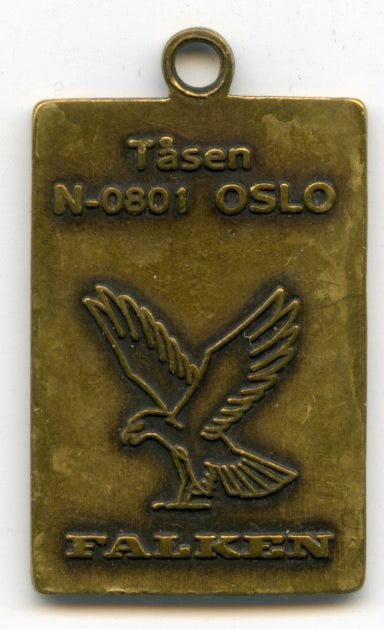 Tåsen
N-0801 OSLO
FALKEN